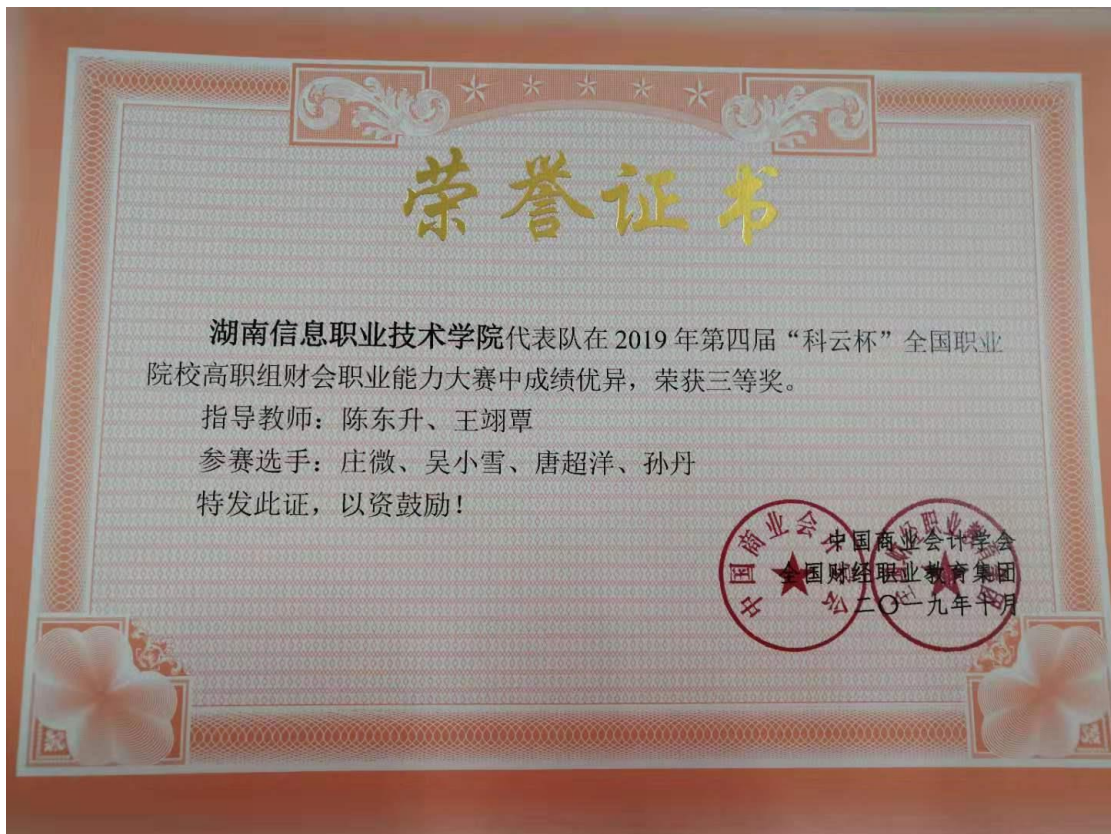 荣誉证书
湖南信息职业技术学院代表队在 2019 年第四届“科云杯”全国职业
院校高职组财会职业能力大赛中成绩优异，荣获三等奖。
指导教师：陈东升、王翊覃
参赛选手：庄微、吴小雪、唐超洋、孙丹
特发此证，以资鼓励！
中国商业会计学会
全国财经职业教育集团
二〇一九年十月